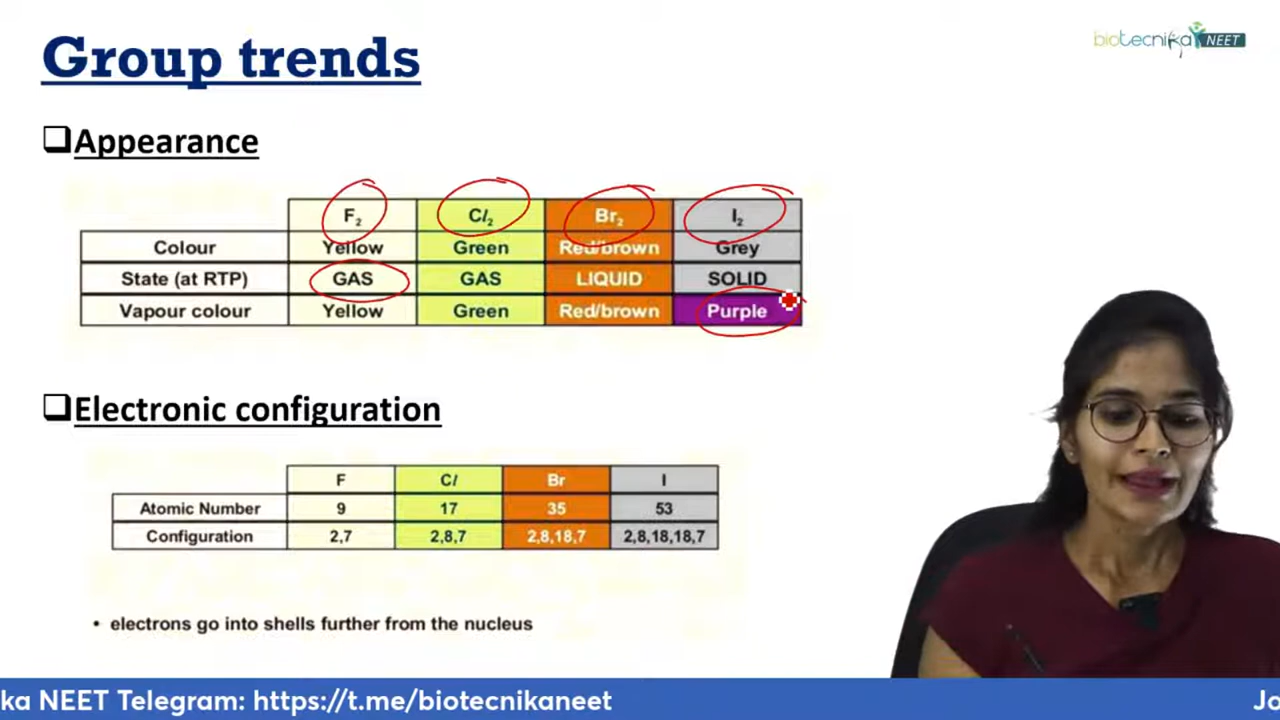 Group trends
biotecnika NEET
Appearance
F₂ Cl₂ Br₂ I₂
Colour Yellow Green Red/brown Grey
State (at RTP) GAS GAS LIQUID SOLID
Vapour colour Yellow Green Red/brown Purple
Electronic configuration
F Cl Br I
Atomic Number 9 17 35 53
Configuration 2,7 2,8,7 2,8,18,7 2,8,18,18,7
• electrons go into shells further from the nucleus
ka NEET Telegram: https://t.me/biotecnikaneet Jo